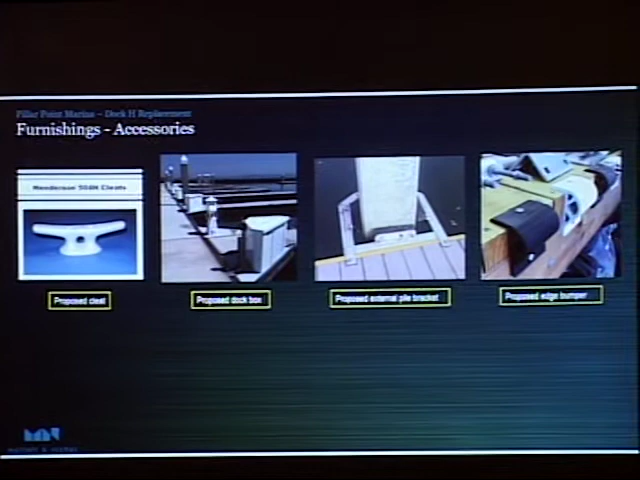 Pillar Point Marina – Dock H Replacement
Furnishings - Accessories
Cleats
Proposed cleat
Proposed dock box
Proposed external pile bracket
Proposed edge bumper